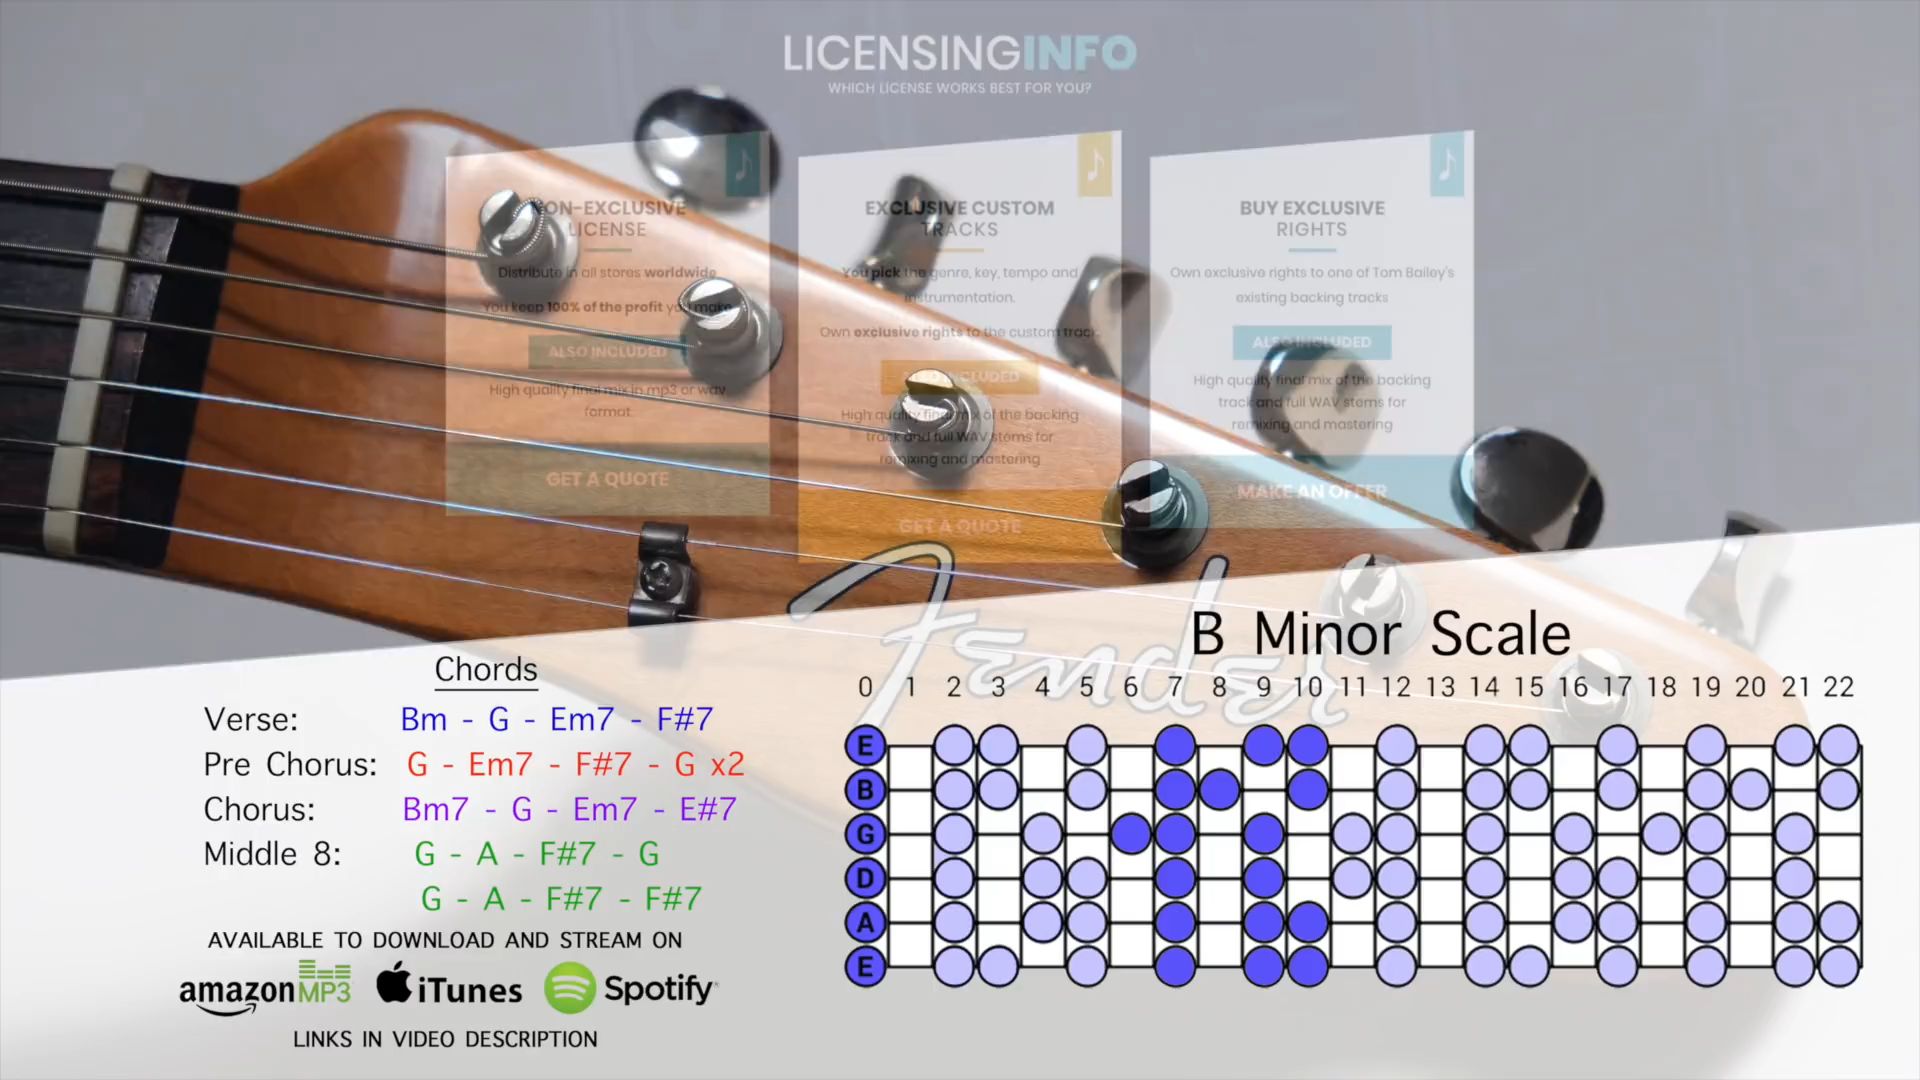 LICENSINGINFO
WHICH LICENSE WORKS BEST FOR YOU?
ON-EXCLUSIVE
LICENSE
Distribute in all stores worldwide
You keep 100% of the profit you make
ALSO INCLUDED
High quality final mix in mp3 or wav
format.
GET A QUOTE
EXCLUSIVE CUSTOM
TRACKS
You pick the genre, key, tempo and
instrumentation.
Own exclusive rights to the custom track.
ALSO INCLUDED
High quality final mix of the backing
track and full WAV stems for
remixing and mastering
GET A QUOTE
BUY EXCLUSIVE
RIGHTS
Own exclusive rights to one of Tom Bailey's
existing backing tracks
ALSO INCLUDED
High quality final mix of the backing
track and full WAV stems for
remixing and mastering
MAKE AN OFFER
Fender
Chords
Verse: Bm - G - Em7 - F#7
Pre Chorus: G - Em7 - F#7 - G x2
Chorus: Bm7 - G - Em7 - E#7
Middle 8: G - A - F#7 - G
G - A - F#7 - F#7
AVAILABLE TO DOWNLOAD AND STREAM ON
amazonMP3 iTunes Spotify
LINKS IN VIDEO DESCRIPTION
B Minor Scale
0 1 2 3 4 5 6 7 8 9 10 11 12 13 14 15 16 17 18 19 20 21 22
E
B
G
D
A
E